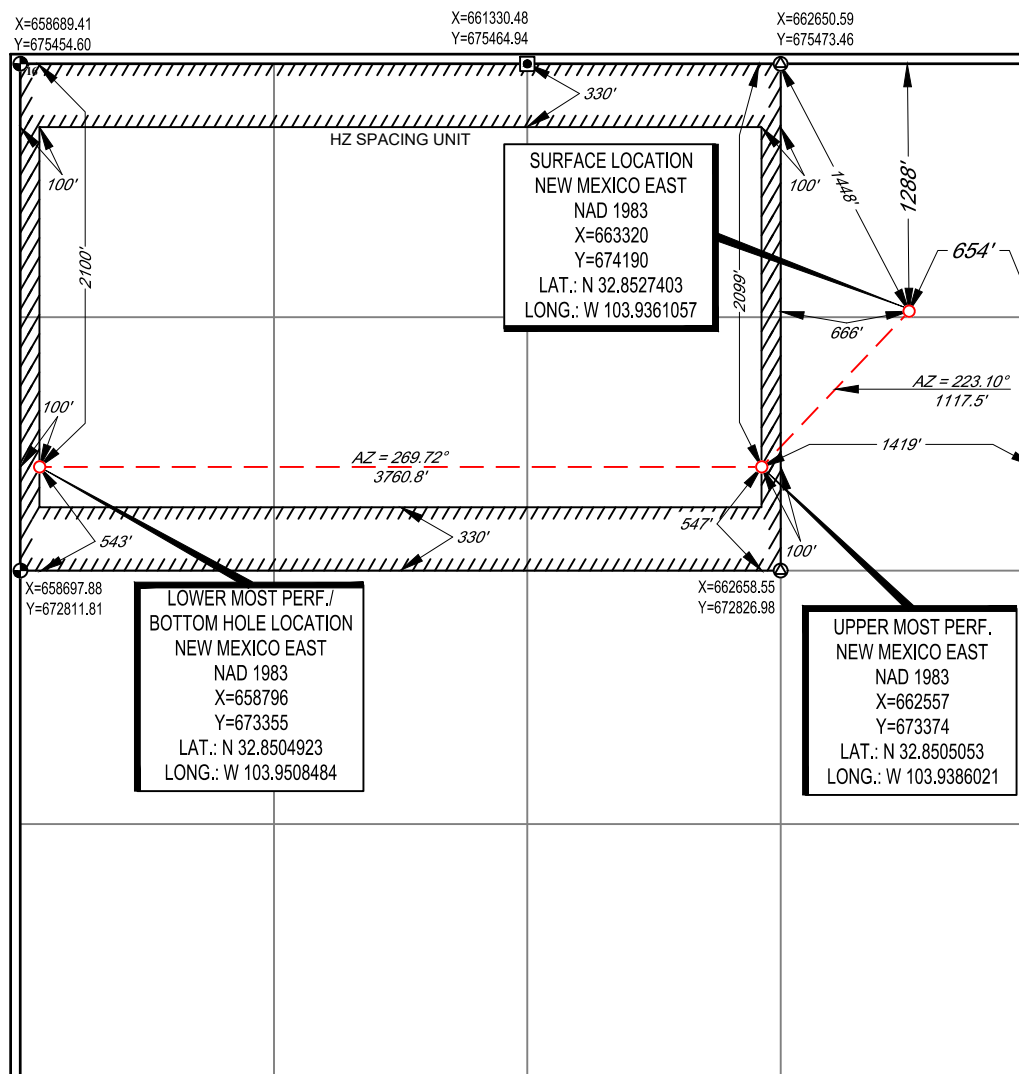 X=658689.41
Y=675454.60
X=661330.48
Y=675464.94
X=662650.59
Y=675473.46
330'
HZ SPACING UNIT
100'
2100'
SURFACE LOCATION
NEW MEXICO EAST
NAD 1983
X=663320
Y=674190
LAT.: N 32.8527403
LONG.: W 103.9361057
2099'
100'
1448'
1288'
654'
666'
AZ = 223.10°
1117.5'
100'
AZ = 269.72°
3760.8'
1419'
543'
330'
547'
100'
X=658697.88
Y=672811.81
X=662658.55
Y=672826.98
LOWER MOST PERF./
BOTTOM HOLE LOCATION
NEW MEXICO EAST
NAD 1983
X=658796
Y=673355
LAT.: N 32.8504923
LONG.: W 103.9508484
UPPER MOST PERF.
NEW MEXICO EAST
NAD 1983
X=662557
Y=673374
LAT.: N 32.8505053
LONG.: W 103.9386021